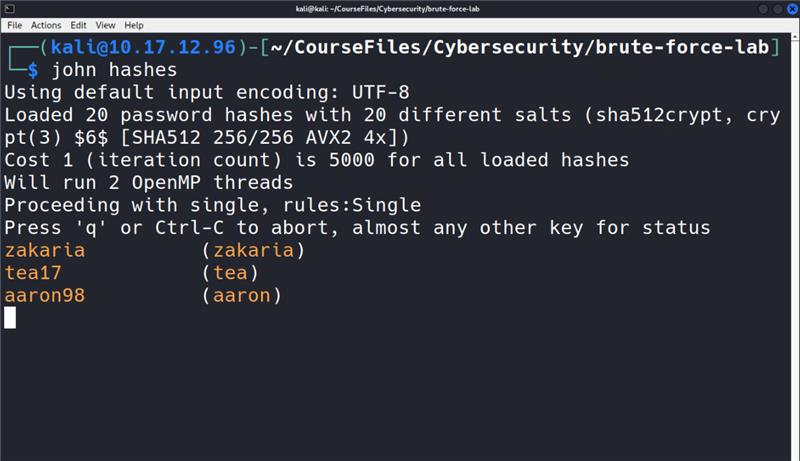 kali@kali: ~/CourseFiles/Cybersecurity/brute-force-lab
File Actions Edit View Help
┌──(kali@10.17.12.96)-[~/CourseFiles/Cybersecurity/brute-force-lab]
└─$ john hashes
Using default input encoding: UTF-8
Loaded 20 password hashes with 20 different salts (sha512crypt, cry
pt(3) $6$ [SHA512 256/256 AVX2 4x])
Cost 1 (iteration count) is 5000 for all loaded hashes
Will run 2 OpenMP threads
Proceeding with single, rules:Single
Press 'q' or Ctrl-C to abort, almost any other key for status
zakaria (zakaria)
tea17 (tea)
aaron98 (aaron)